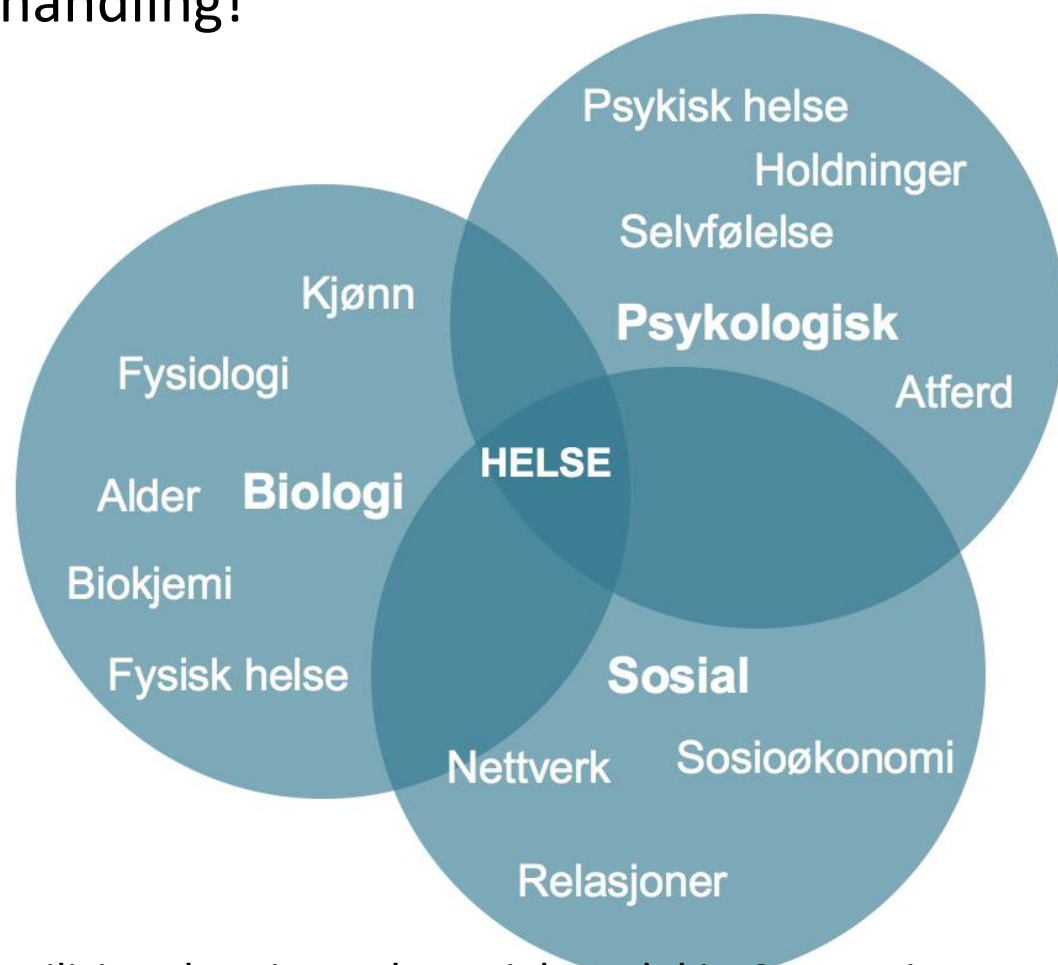 handling!
Psykisk helse
Holdninger
Selvfølelse
Psykologisk
Atferd
Kjønn
Fysiologi
Alder Biologi
Biokjemi
Fysisk helse
HELSE
Sosial
Nettverk Sosioøkonomi
Relasjoner